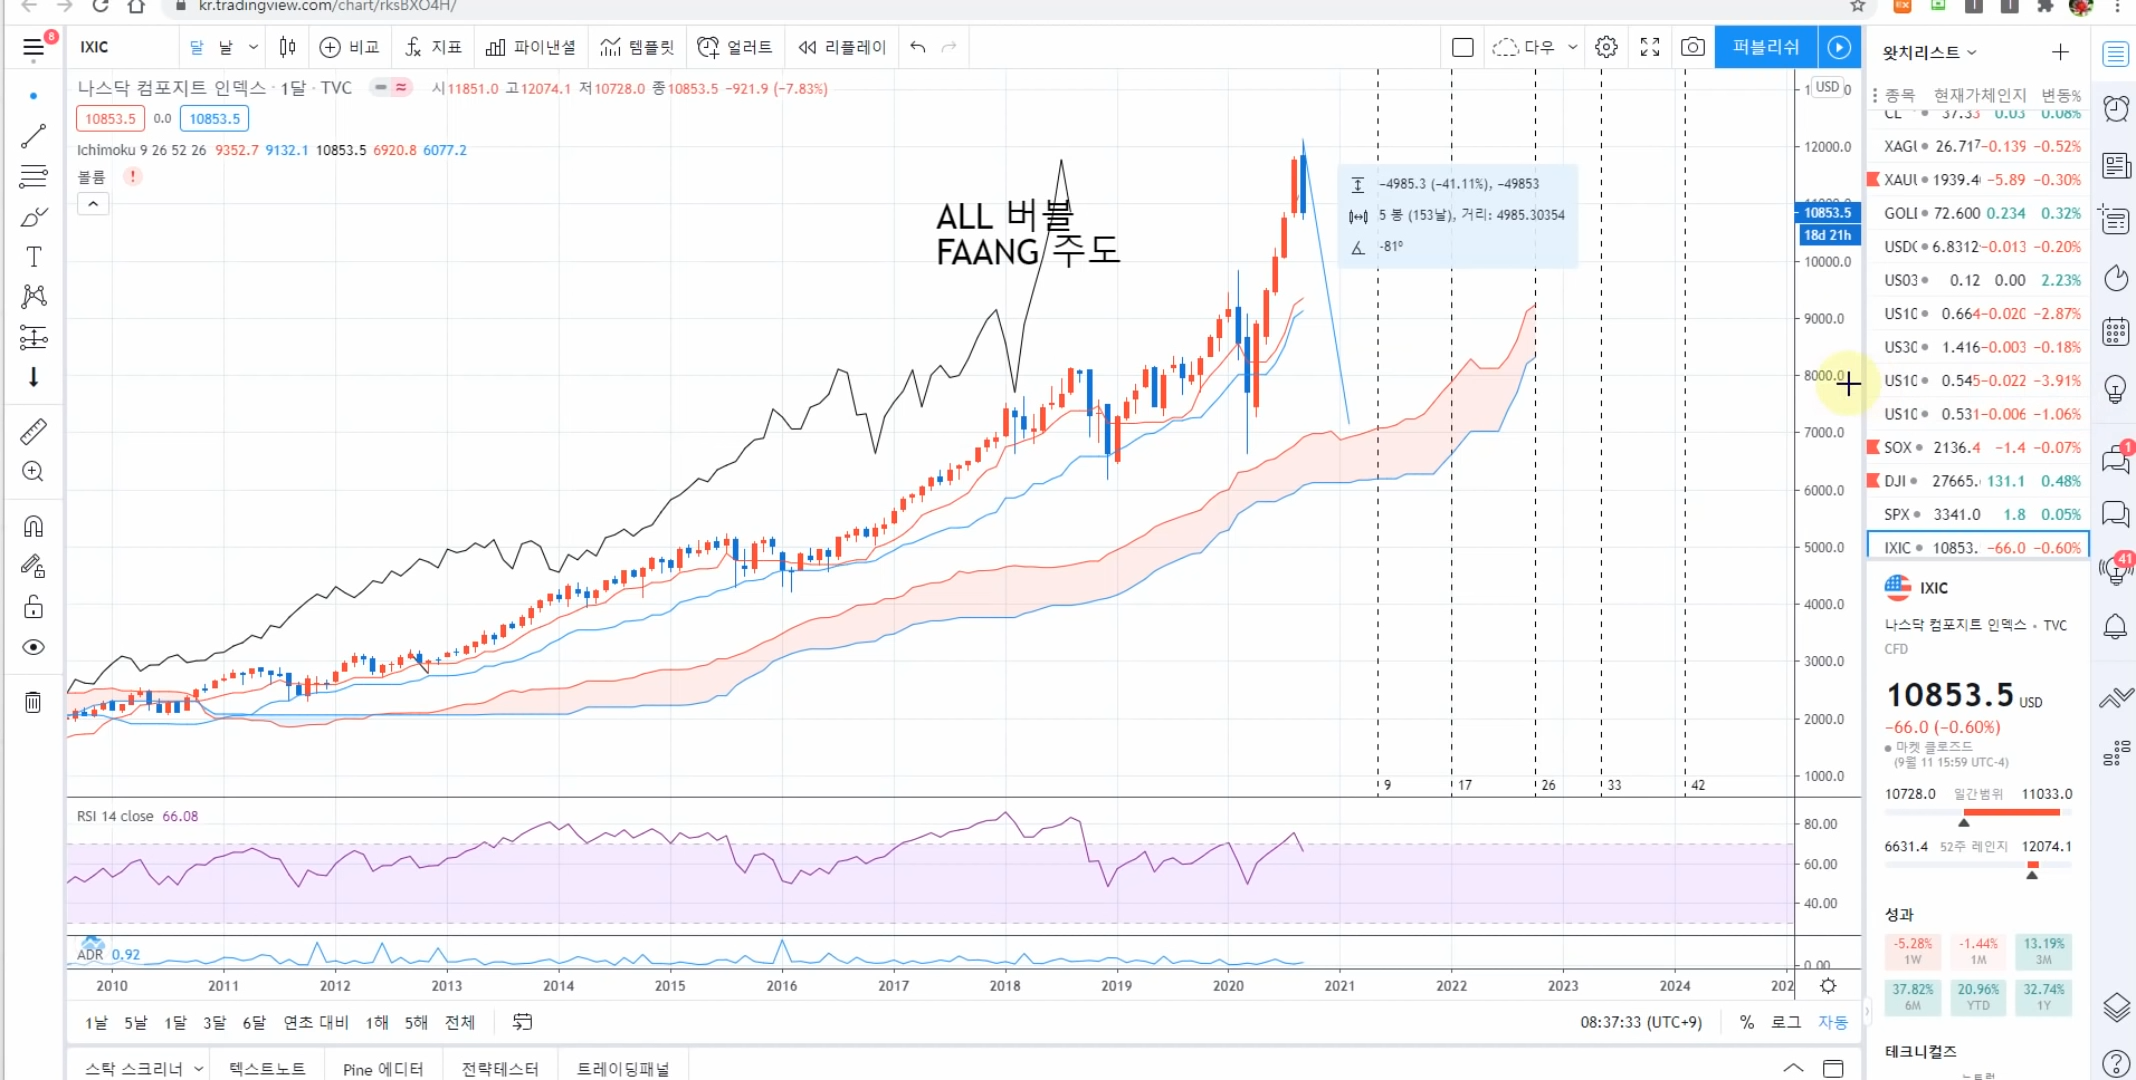 kr.tradingview.com/chart/rksBXO4H/
8
IXIC 달 날 비교 지표 파이낸셜 템플릿 얼러트 리플레이 다우 퍼블리쉬
왓치리스트
나스닥 컴포지트 인덱스 · 1달 · TVC 시11851.0 고12074.1 저10728.0 종10853.5 -921.9 (-7.83%)
10853.5 0.0 10853.5
Ichimoku 9 26 52 26 9352.7 9132.1 10853.5 6920.8 6077.2
볼륨 !
ALL 버블
FAANG 주도
-4985.3 (-41.11%), -49853
5 봉 (153날), 거리: 4985.30354
-81º
USD
12000.0
10853.5
18d 21h
10000.0
9000.0
8000.0
7000.0
6000.0
5000.0
4000.0
3000.0
2000.0
1000.0
9 17 26 33 42
RSI 14 close 66.08
80.00
60.00
40.00
ADR 0.92
0.00
2010 2011 2012 2013 2014 2015 2016 2017 2018 2019 2020 2021 2022 2023 2024 202
1날 5날 1달 3달 6달 연초 대비 1해 5해 전체
08:37:33 (UTC+9) % 로그 자동
스탁 스크리너 텍스트노트 Pine 에디터 전략테스터 트레이딩패널
종목 현재가 체인지 변동%
CL 37.33 0.03 0.08%
XAGU 26.717 -0.139 -0.52%
XAUU 1939.4 -5.89 -0.30%
GOLD 72.600 0.234 0.32%
USDC 6.8312 -0.013 -0.20%
US03 0.12 0.00 2.23%
US10 0.664 -0.020 -2.87%
US30 1.416 -0.003 -0.18%
US10 0.545 -0.022 -3.91%
US10 0.531 -0.006 -1.06%
SOX 2136.4 -1.4 -0.07%
DJI 27665. 131.1 0.48%
SPX 3341.0 1.8 0.05%
IXIC 10853. -66.0 -0.60%
IXIC
나스닥 컴포지트 인덱스 · TVC
CFD
10853.5 USD
-66.0 (-0.60%)
마켓 클로즈드
(9월 11 15:59 UTC-4)
10728.0 일간범위 11033.0
6631.4 52주 레인지 12074.1
성과
-5.28% -1.44% 13.19%
1W 1M 3M
37.82% 20.96% 32.74%
6M YTD 1Y
테크니컬즈
1
41